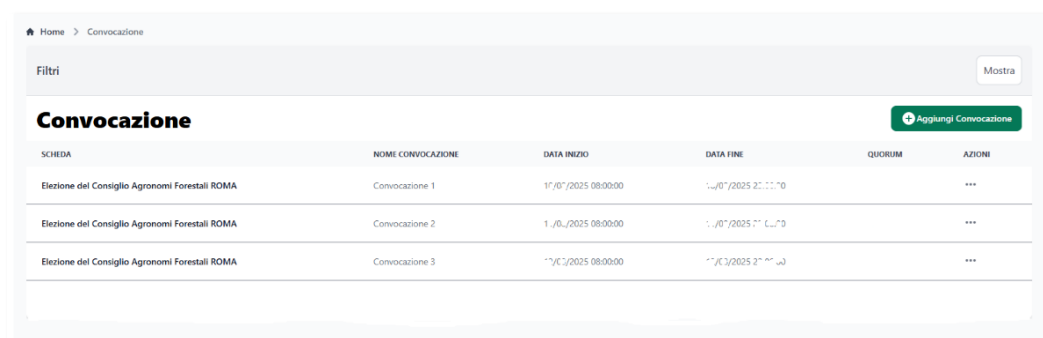 Home > Convocazione
Filtri
Mostra
Convocazione
Aggiungi Convocazione
SCHEDA NOME CONVOCAZIONE DATA INIZIO DATA FINE QUORUM AZIONI
Elezione del Consiglio Agronomi Forestali ROMA Convocazione 1 08:00:00 •••
Elezione del Consiglio Agronomi Forestali ROMA Convocazione 2 08:00:00 •••
Elezione del Consiglio Agronomi Forestali ROMA Convocazione 3 08:00:00 •••